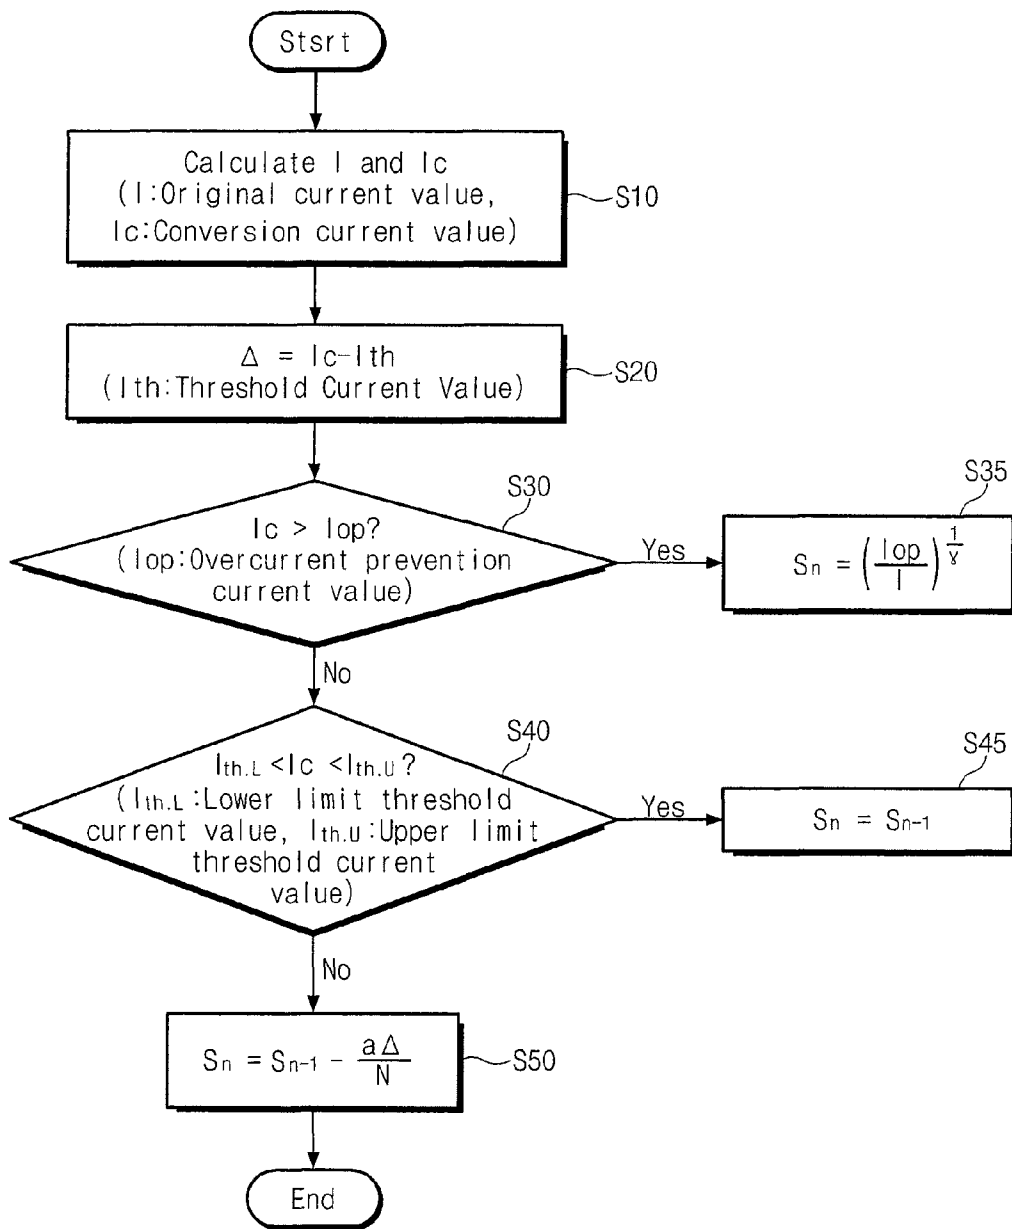 Stsrt
Calculate I and Ic
(I:Original current value,
Ic:Conversion current value)
S10
Δ = Ic-Ith
(Ith:Threshold Current Value)
S20
S30
Ic > Iop?
(Iop:Overcurrent prevention
current value)
Yes
S35
Sn = (Iop/I)^1/γ
No
S40
Ith.L <Ic <Ith.U?
(Ith.L:Lower limit threshold
current value, Ith.U:Upper limit
threshold current
value)
Yes
S45
Sn = Sn-1
No
Sn = Sn-1 - aΔ/N
S50
End